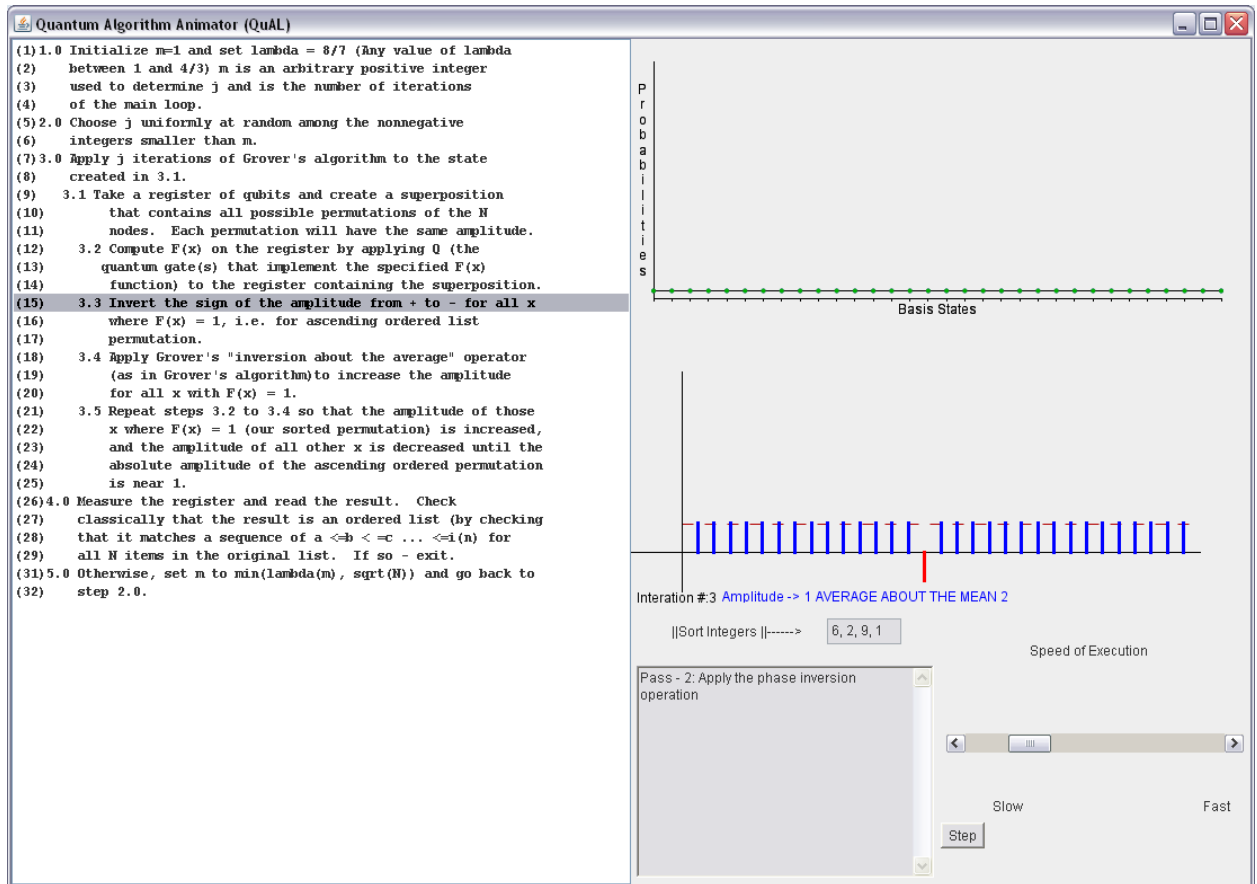 Quantum Algorithm Animator (QuAL)
(1)1.0 Initialize m=1 and set lambda = 8/7 (Any value of lambda
(2) between 1 and 4/3) m is an arbitrary positive integer
(3) used to determine j and is the number of iterations
(4) of the main loop.
(5)2.0 Choose j uniformly at random among the nonnegative
(6) integers smaller than m.
(7)3.0 Apply j iterations of Grover's algorithm to the state
(8) created in 3.1.
(9) 3.1 Take a register of qubits and create a superposition
(10) that contains all possible permutations of the N
(11) nodes. Each permutation will have the same amplitude.
(12) 3.2 Compute F(x) on the register by applying Q (the
(13) quantum gate(s) that implement the specified F(x)
(14) function) to the register containing the superposition.
(15) 3.3 Invert the sign of the amplitude from + to - for all x
(16) where F(x) = 1, i.e. for ascending ordered list
(17) permutation.
(18) 3.4 Apply Grover's "inversion about the average" operator
(19) (as in Grover's algorithm)to increase the amplitude
(20) for all x with F(x) = 1.
(21) 3.5 Repeat steps 3.2 to 3.4 so that the amplitude of those
(22) x where F(x) = 1 (our sorted permutation) is increased,
(23) and the amplitude of all other x is decreased until the
(24) absolute amplitude of the ascending ordered permutation
(25) is near 1.
(26)4.0 Measure the register and read the result. Check
(27) classically that the result is an ordered list (by checking
(28) that it matches a sequence of a <=b < =c ... <=i(n) for
(29) all N items in the original list. If so - exit.
(31)5.0 Otherwise, set m to min(lambda(m), sqrt(N)) and go back to
(32) step 2.0.
Probabilities
Basis States
Interation #:3 Amplitude -> 1 AVERAGE ABOUT THE MEAN 2
||Sort Integers ||------> 6, 2, 9, 1
Speed of Execution
Pass - 2: Apply the phase inversion
operation
Slow Fast
Step